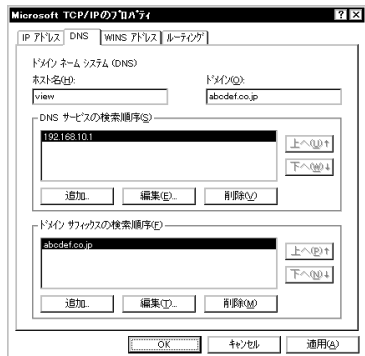 Microsoft TCP/IPのプロパティ
IP アドレス DNS WINS アドレス ルーティング
ドメイン ネーム システム (DNS)
ホスト名(H): ドメイン(O):
view abcdef.co.jp
DNS サービスの検索順序(S)
192.168.10.1
上へ(U)↑
下へ(W)↓
追加... 編集(E)... 削除(V)
ドメイン サフィックスの検索順序(F)
abcdef.co.jp
上へ(P)↑
下へ(N)↓
追加... 編集(T)... 削除(M)
OK キャンセル 適用(A)